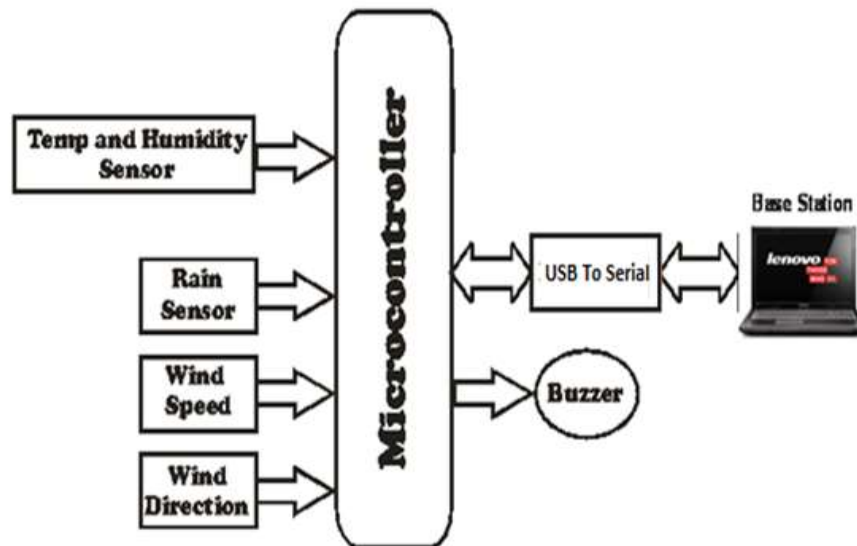 Temp and Humidity
Sensor
Rain
Sensor
Wind
Speed
Wind
Direction
Microcontroller
USB To Serial
Buzzer
Base Station
lenovo